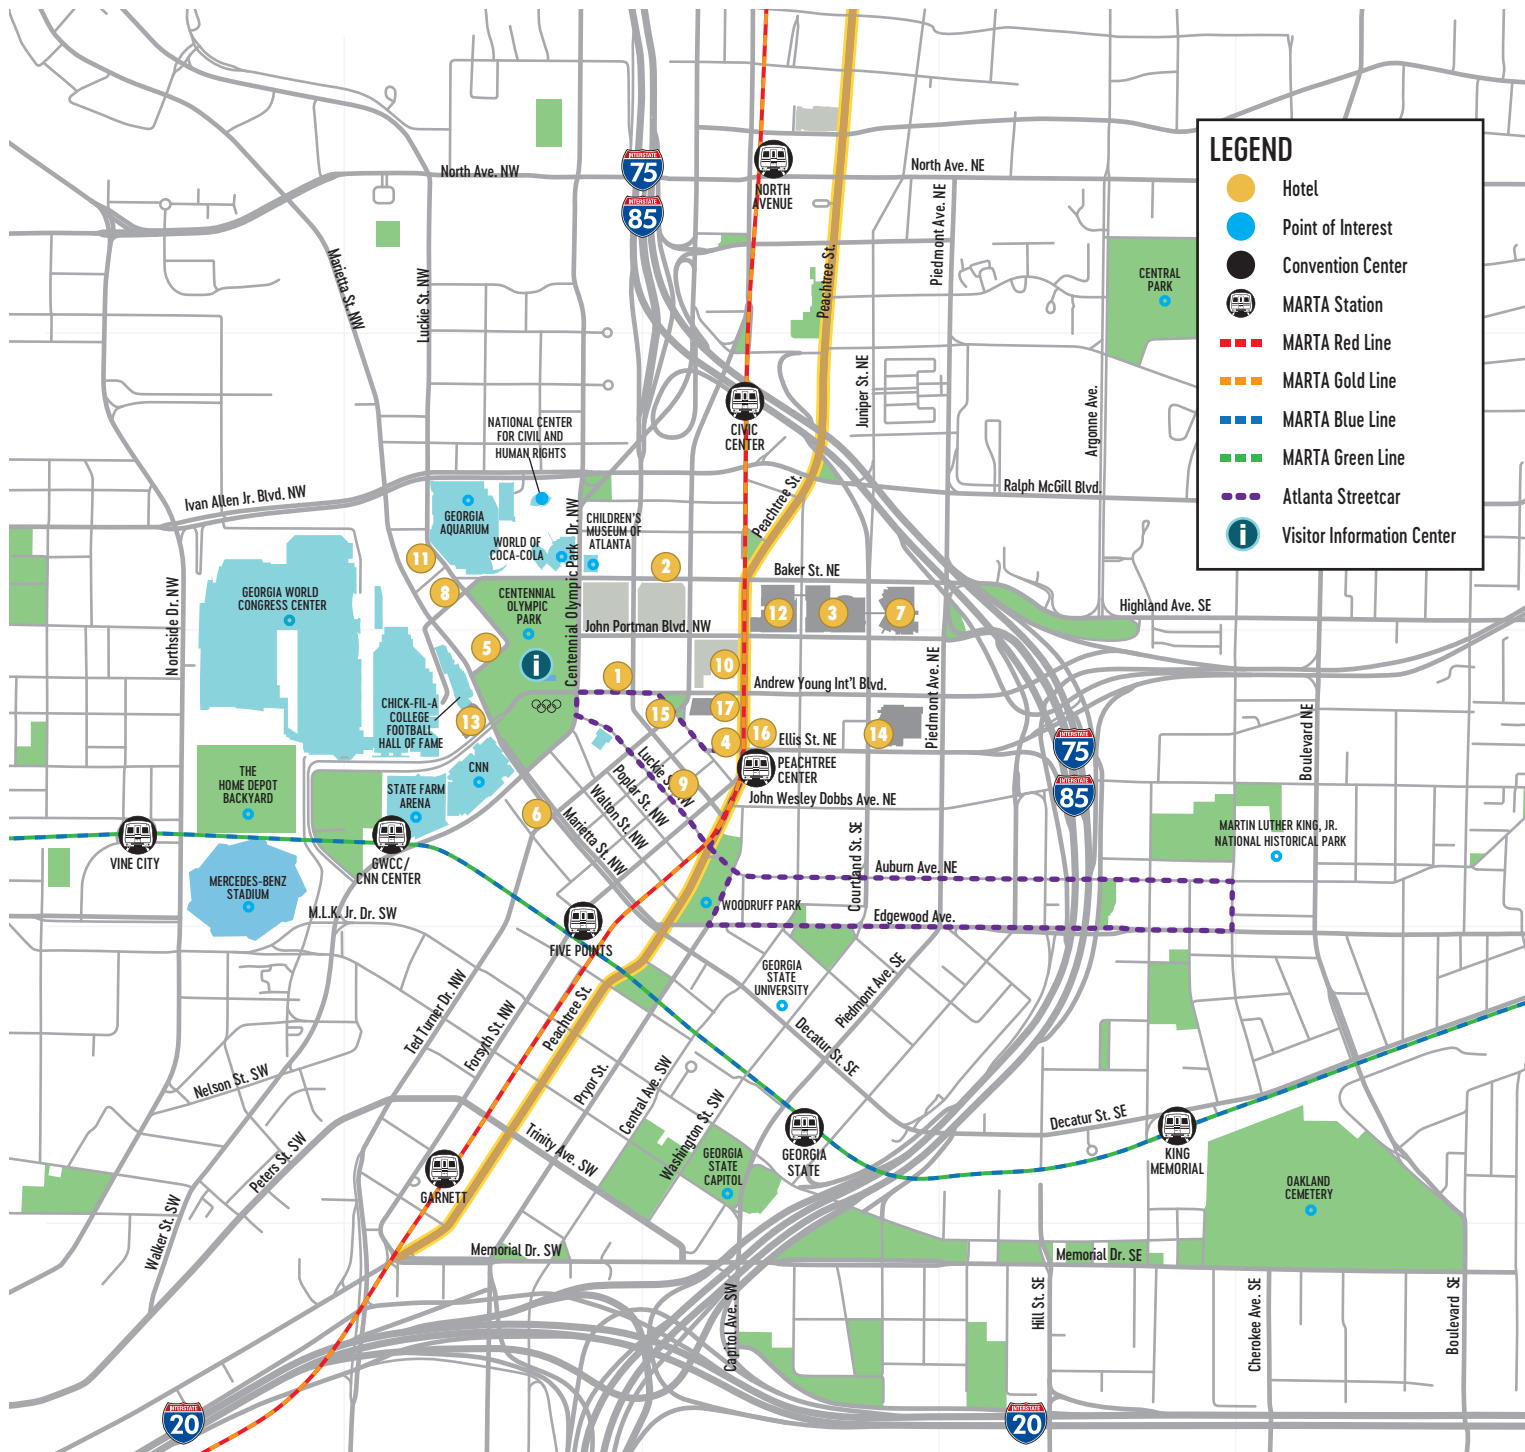 LEGEND
Hotel
Point of Interest
Convention Center
MARTA Station
MARTA Red Line
MARTA Gold Line
MARTA Blue Line
MARTA Green Line
Atlanta Streetcar
i
Visitor Information Center
INTERSTATE
75
INTERSTATE
85
North Ave. NW
North Ave. NE
NORTH
AVENUE
Piedmont Ave. NE
Marietta St. NW
Luckie St. NW
Peachtree St.
CENTRAL
PARK
Juniper St. NE
Argonne Ave.
CIVIC
CENTER
NATIONAL CENTER
FOR CIVIL AND
HUMAN RIGHTS
Ivan Allen Jr. Blvd. NW
Ralph McGill Blvd.
Peachtree St.
GEORGIA
AQUARIUM
WORLD OF
COCA-COLA
CHILDREN'S
MUSEUM OF
ATLANTA
Centennial Olympic Park Dr. NW
11
8
2
Baker St. NE
12
3
7
Highland Ave. SE
Northside Dr. NW
GEORGIA WORLD
CONGRESS CENTER
CENTENNIAL
OLYMPIC
PARK
John Portman Blvd. NW
5
i
10
1
Andrew Young Int'l Blvd.
Piedmont Ave. NE
Boulevard NE
CHICK-FIL-A
COLLEGE
FOOTBALL
HALL OF FAME
13
15
17
16
4
14
Ellis St. NE
INTERSTATE
75
INTERSTATE
85
PEACHTREE
CENTER
THE
HOME DEPOT
BACKYARD
CNN
STATE FARM
ARENA
Luckie St. NW
9
Poplar St. NW
Walton St. NW
Marietta St. NW
6
John Wesley Dobbs Ave. NE
VINE CITY
GWCC/
CNN CENTER
MARTIN LUTHER KING, JR.
NATIONAL HISTORICAL PARK
Courtland St. SE
Auburn Ave. NE
MERCEDES-BENZ
STADIUM
M.L.K. Jr. Dr. SW
WOODRUFF PARK
Edgewood Ave.
FIVE POINTS
GEORGIA
STATE
UNIVERSITY
Piedmont Ave. SE
Decatur St. SE
Ted Turner Dr. NW
Forsyth St. NW
Peachtree St.
Pryor St.
Central Ave. SW
Washington St. SW
Nelson St. SW
Peters St. SW
Walker St. SW
Trinity Ave. SW
GEORGIA
STATE
CAPITOL
GEORGIA
STATE
Decatur St. SE
KING
MEMORIAL
OAKLAND
CEMETERY
GARNETT
Memorial Dr. SW
Memorial Dr. SE
Capitol Ave. SW
Hill St. SE
Cherokee Ave. SE
Boulevard SE
INTERSTATE
20
INTERSTATE
20